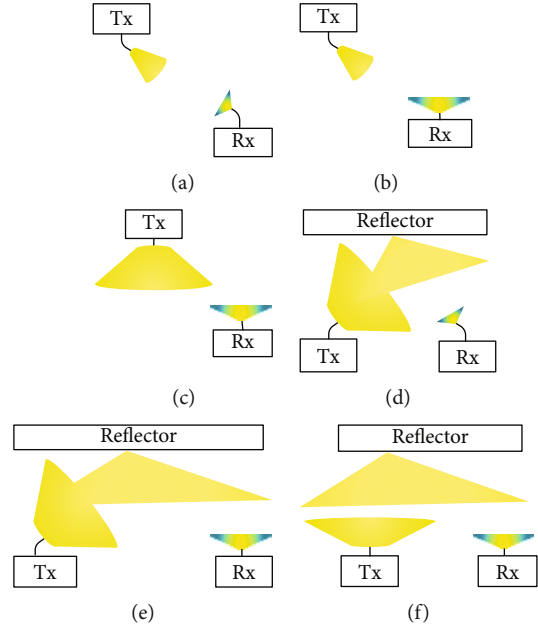 Tx
Rx
(a)
Tx
Rx
(b)
Tx
Rx
(c)
Reflector
Tx
Rx
(d)
Reflector
Tx
Rx
(e)
Reflector
Tx
Rx
(f)